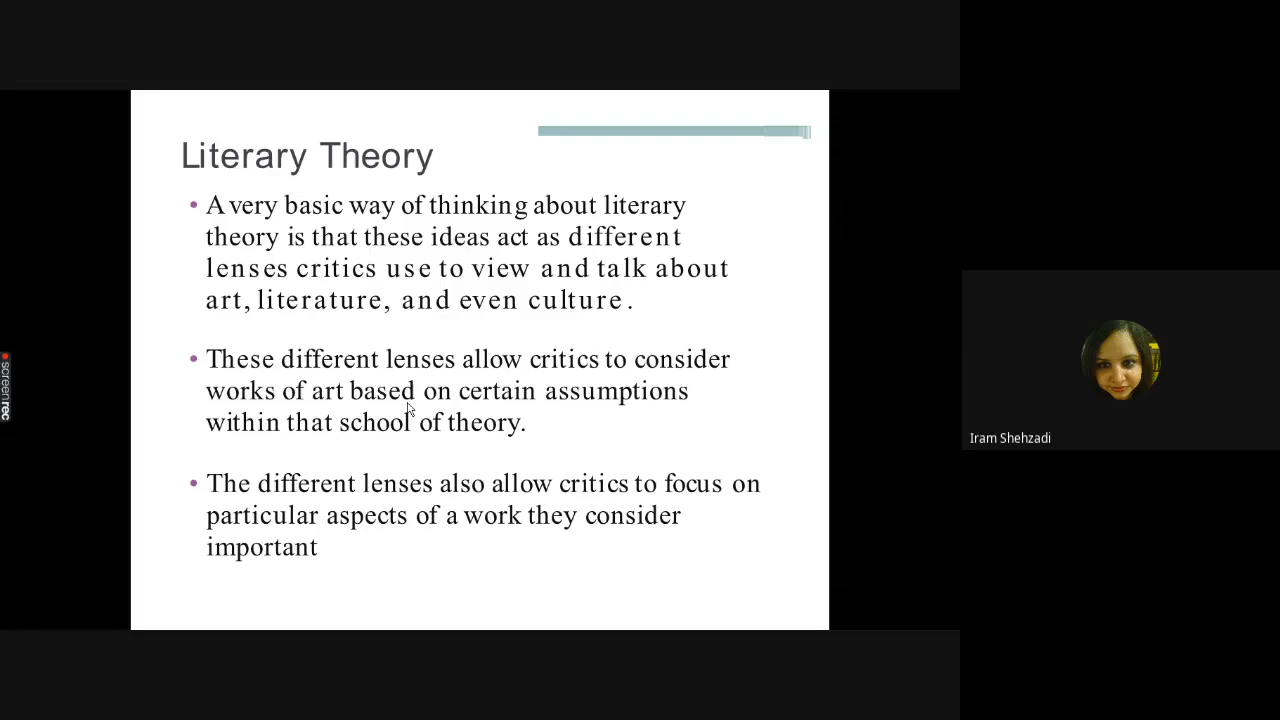 Literary Theory
• A very basic way of thinking about literary
theory is that these ideas act as different
lenses critics use to view and talk about
art, literature, and even culture.
• These different lenses allow critics to consider
works of art based on certain assumptions
within that school of theory.
• The different lenses also allow critics to focus on
particular aspects of a work they consider
important
Iram Shehzadi
screenrec